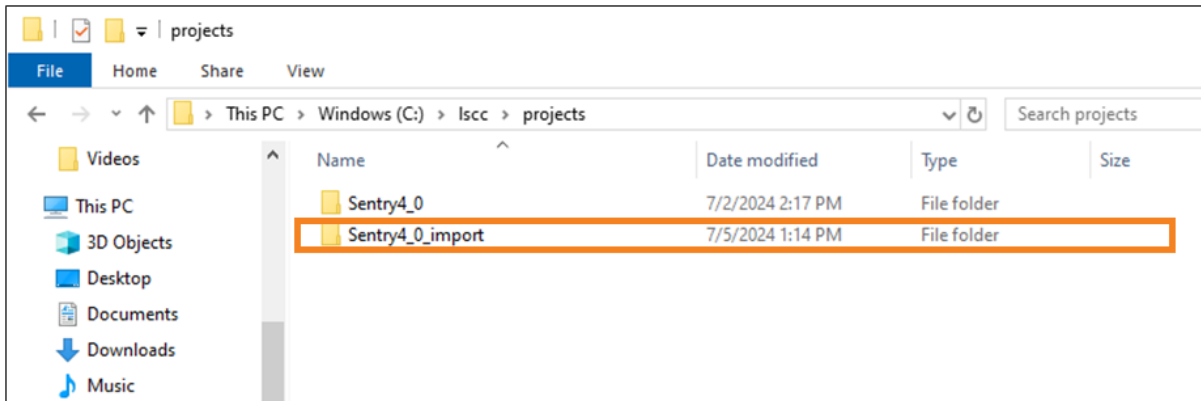 projects
File Home Share View
This PC > Windows (C:) > lscc > projects Search projects
Videos Name Date modified Type Size
This PC Sentry4_0 7/2/2024 2:17 PM File folder
3D Objects Sentry4_0_import 7/5/2024 1:14 PM File folder
Desktop
Documents
Downloads
Music